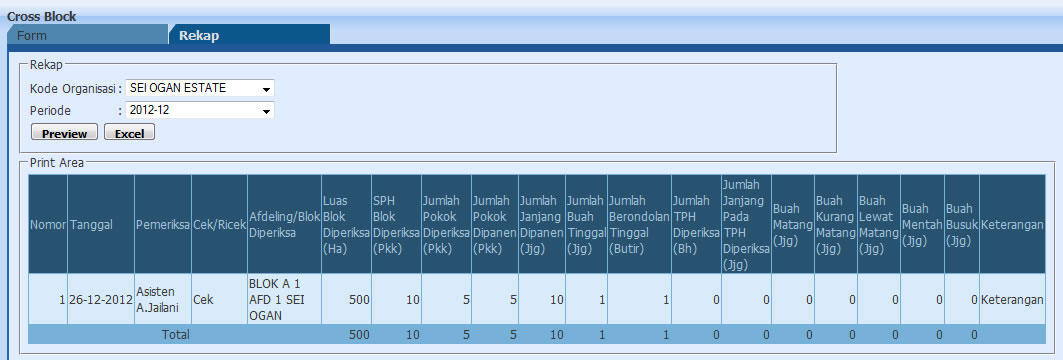 Cross Block
Form Rekap
Rekap
Kode Organisasi : SEI OGAN ESTATE
Periode : 2012-12
Preview Excel
Print Area
Nomor Tanggal Pemeriksa Cek/Ricek Afdeling/Blok Diperiksa Luas Blok Diperiksa (Ha) SPH Blok Diperiksa (Pkk) Jumlah Pokok Diperiksa (Pkk) Jumlah Pokok Dipanen (Pkk) Jumlah Janjang Dipanen (Jjg) Jumlah Buah Tinggal (Jjg) Jumlah Berondolan Tinggal (Butir) Jumlah TPH Diperiksa (Bh) Jumlah Janjang Pada TPH Diperiksa (Jjg) Buah Matang (Jjg) Buah Kurang Matang (Jjg) Buah Lewat Matang (Jjg) Buah Mentah (Jjg) Buah Busuk (Jjg) Keterangan
1 26-12-2012 Asisten A.Jailani Cek BLOK A 1 AFD 1 SEI OGAN 500 10 5 5 10 1 1 0 0 0 0 0 0 0 Keterangan
Total 500 10 5 5 10 1 1 0 0 0 0 0 0 0